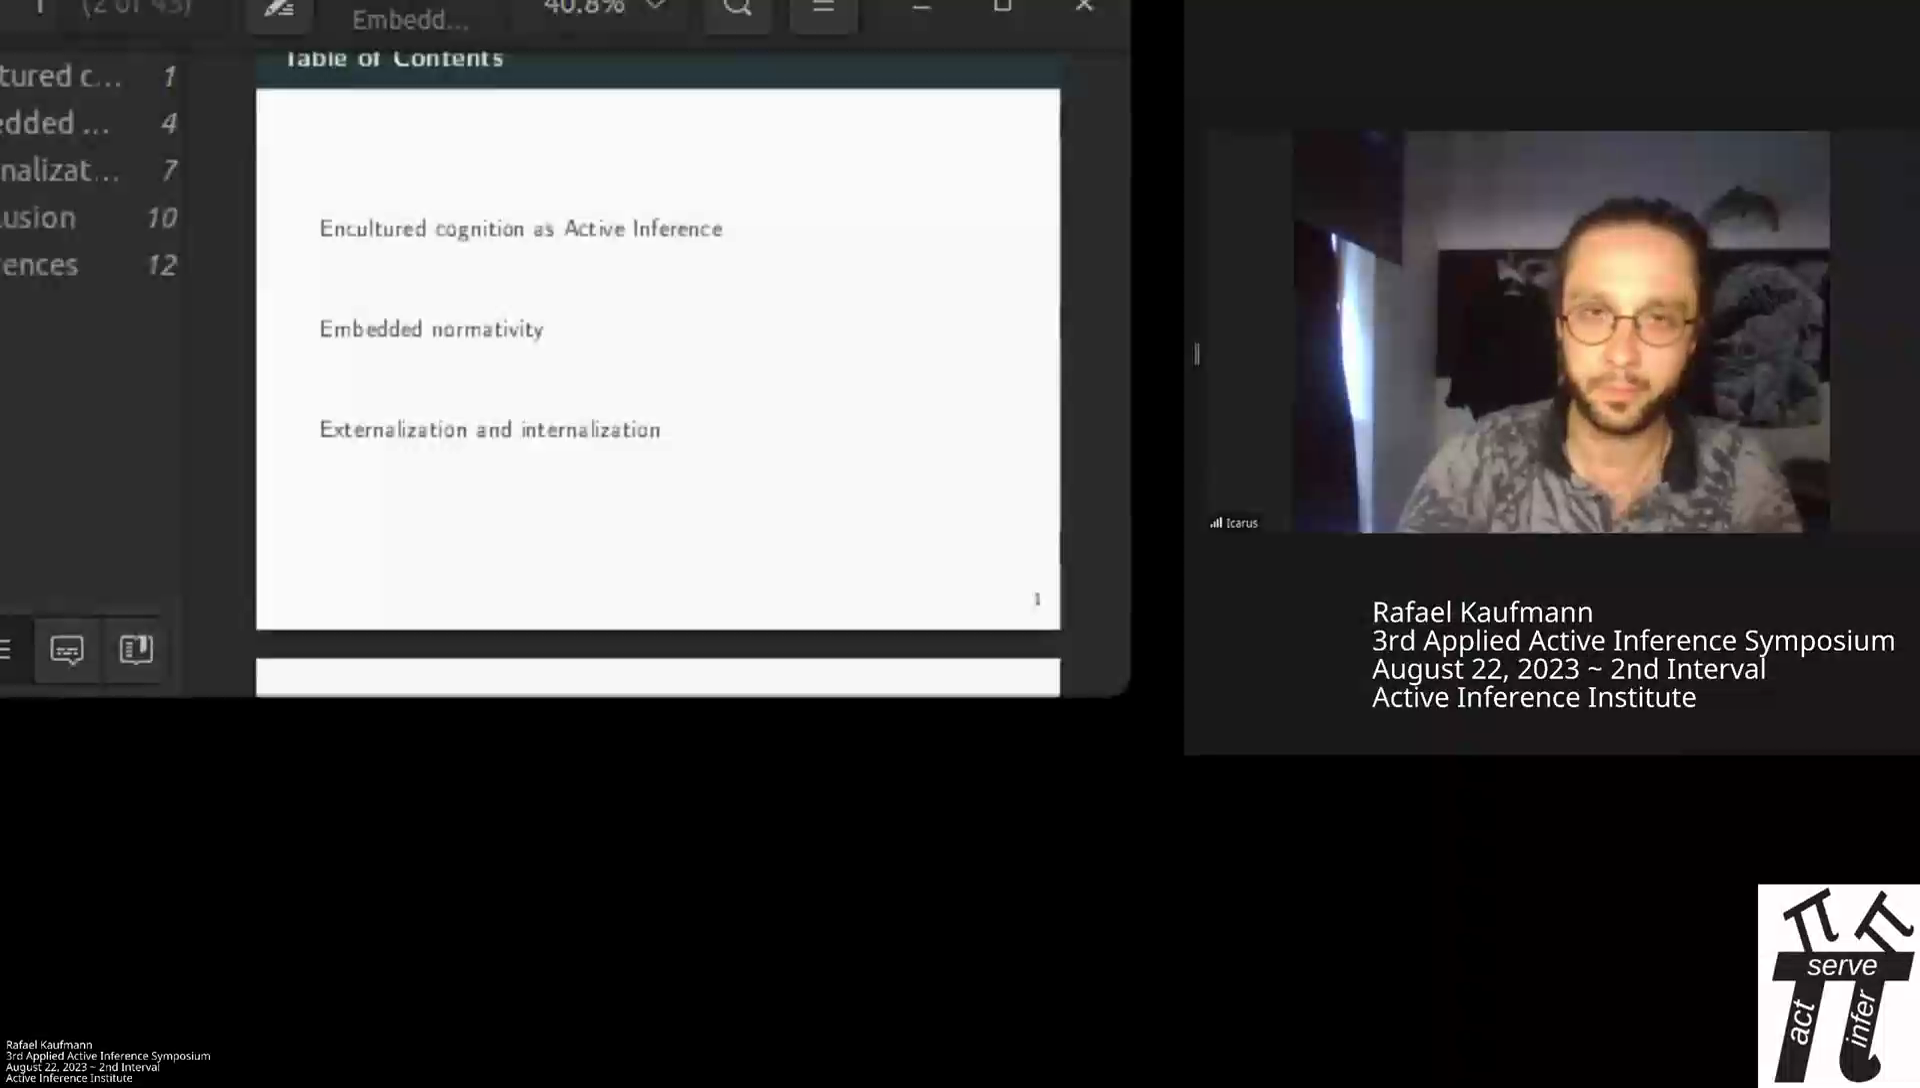 (2 of 43)
Embedd...
40.8%
tured c... 1
edded ... 4
nalizat... 7
lusion 10
rences 12
Table of Contents
Encultured cognition as Active Inference
Embedded normativity
Externalization and internalization
1
Icarus
Rafael Kaufmann
3rd Applied Active Inference Symposium
August 22, 2023 ~ 2nd Interval
Active Inference Institute
serve
act
infer
Rafael Kaufmann
3rd Applied Active Inference Symposium
August 22, 2023 ~ 2nd Interval
Active Inference Institute